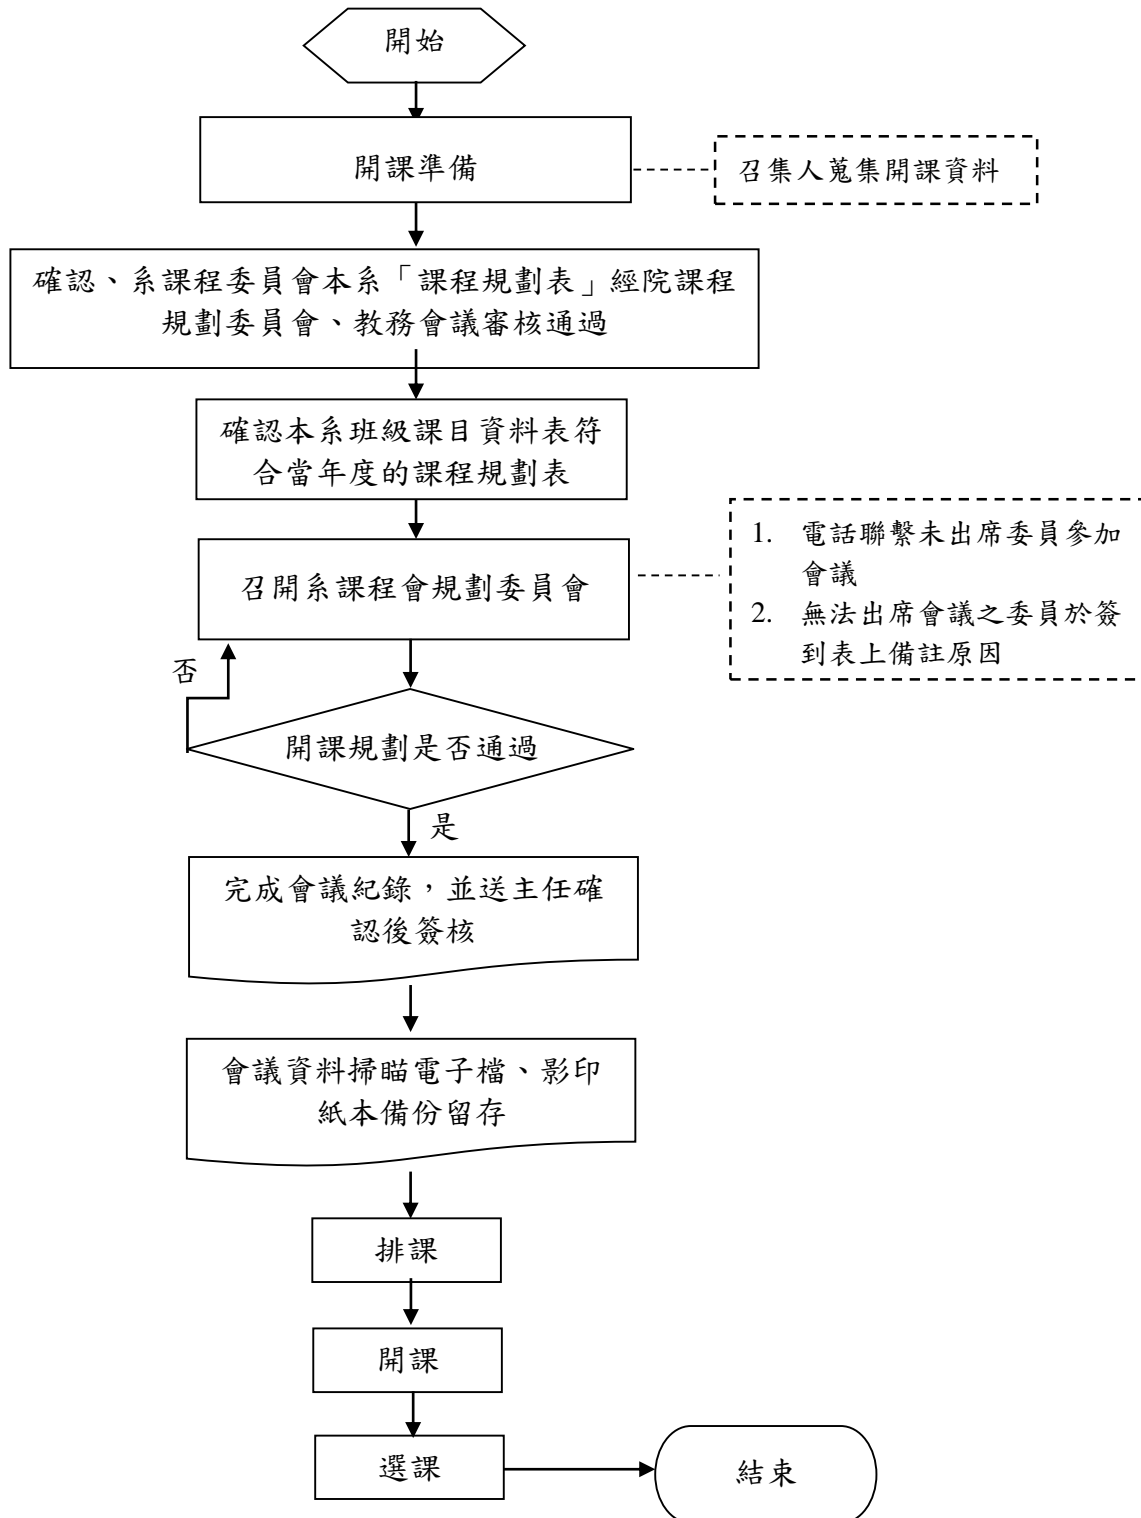 開始
開課準備
召集人蒐集開課資料
確認、系課程委員會本系「課程規劃表」經院課程
規劃委員會、教務會議審核通過
確認本系班級課目資料表符
合當年度的課程規劃表
召開系課程會規劃委員會
1. 電話聯繫未出席委員參加
會議
2. 無法出席會議之委員於簽
到表上備註原因
否
開課規劃是否通過
是
完成會議紀錄，並送主任確
認後簽核
會議資料掃瞄電子檔、影印
紙本備份留存
排課
開課
選課
結束